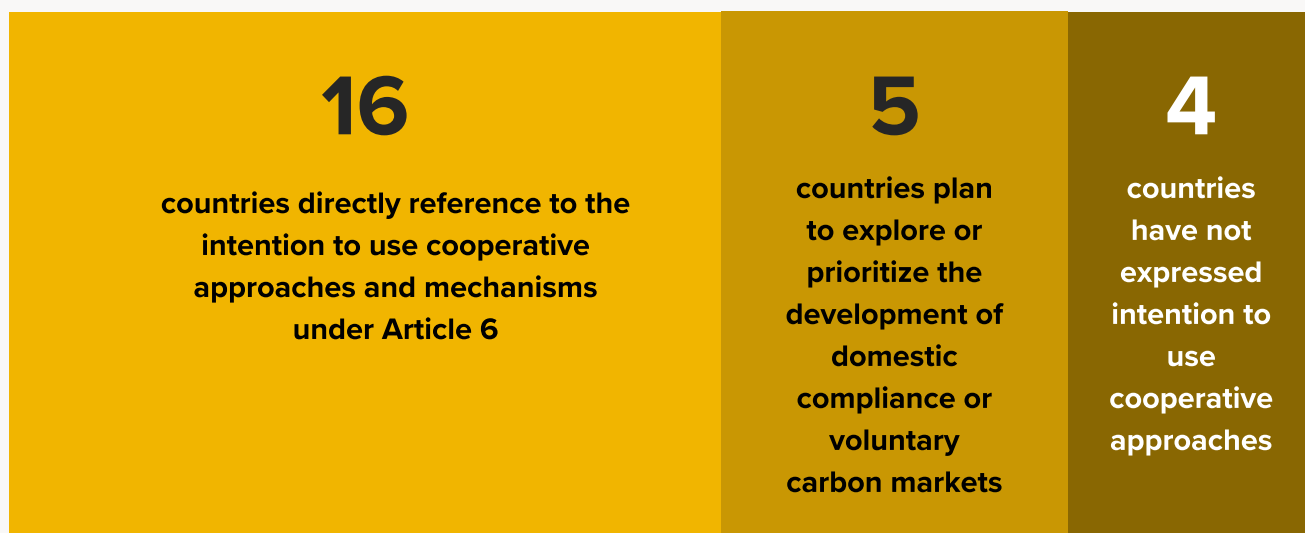 16
countries directly reference to the
intention to use cooperative
approaches and mechanisms
under Article 6
5
countries plan
to explore or
prioritize the
development of
domestic
compliance or
voluntary
carbon markets
4
countries
have not
expressed
intention to
use
cooperative
approaches